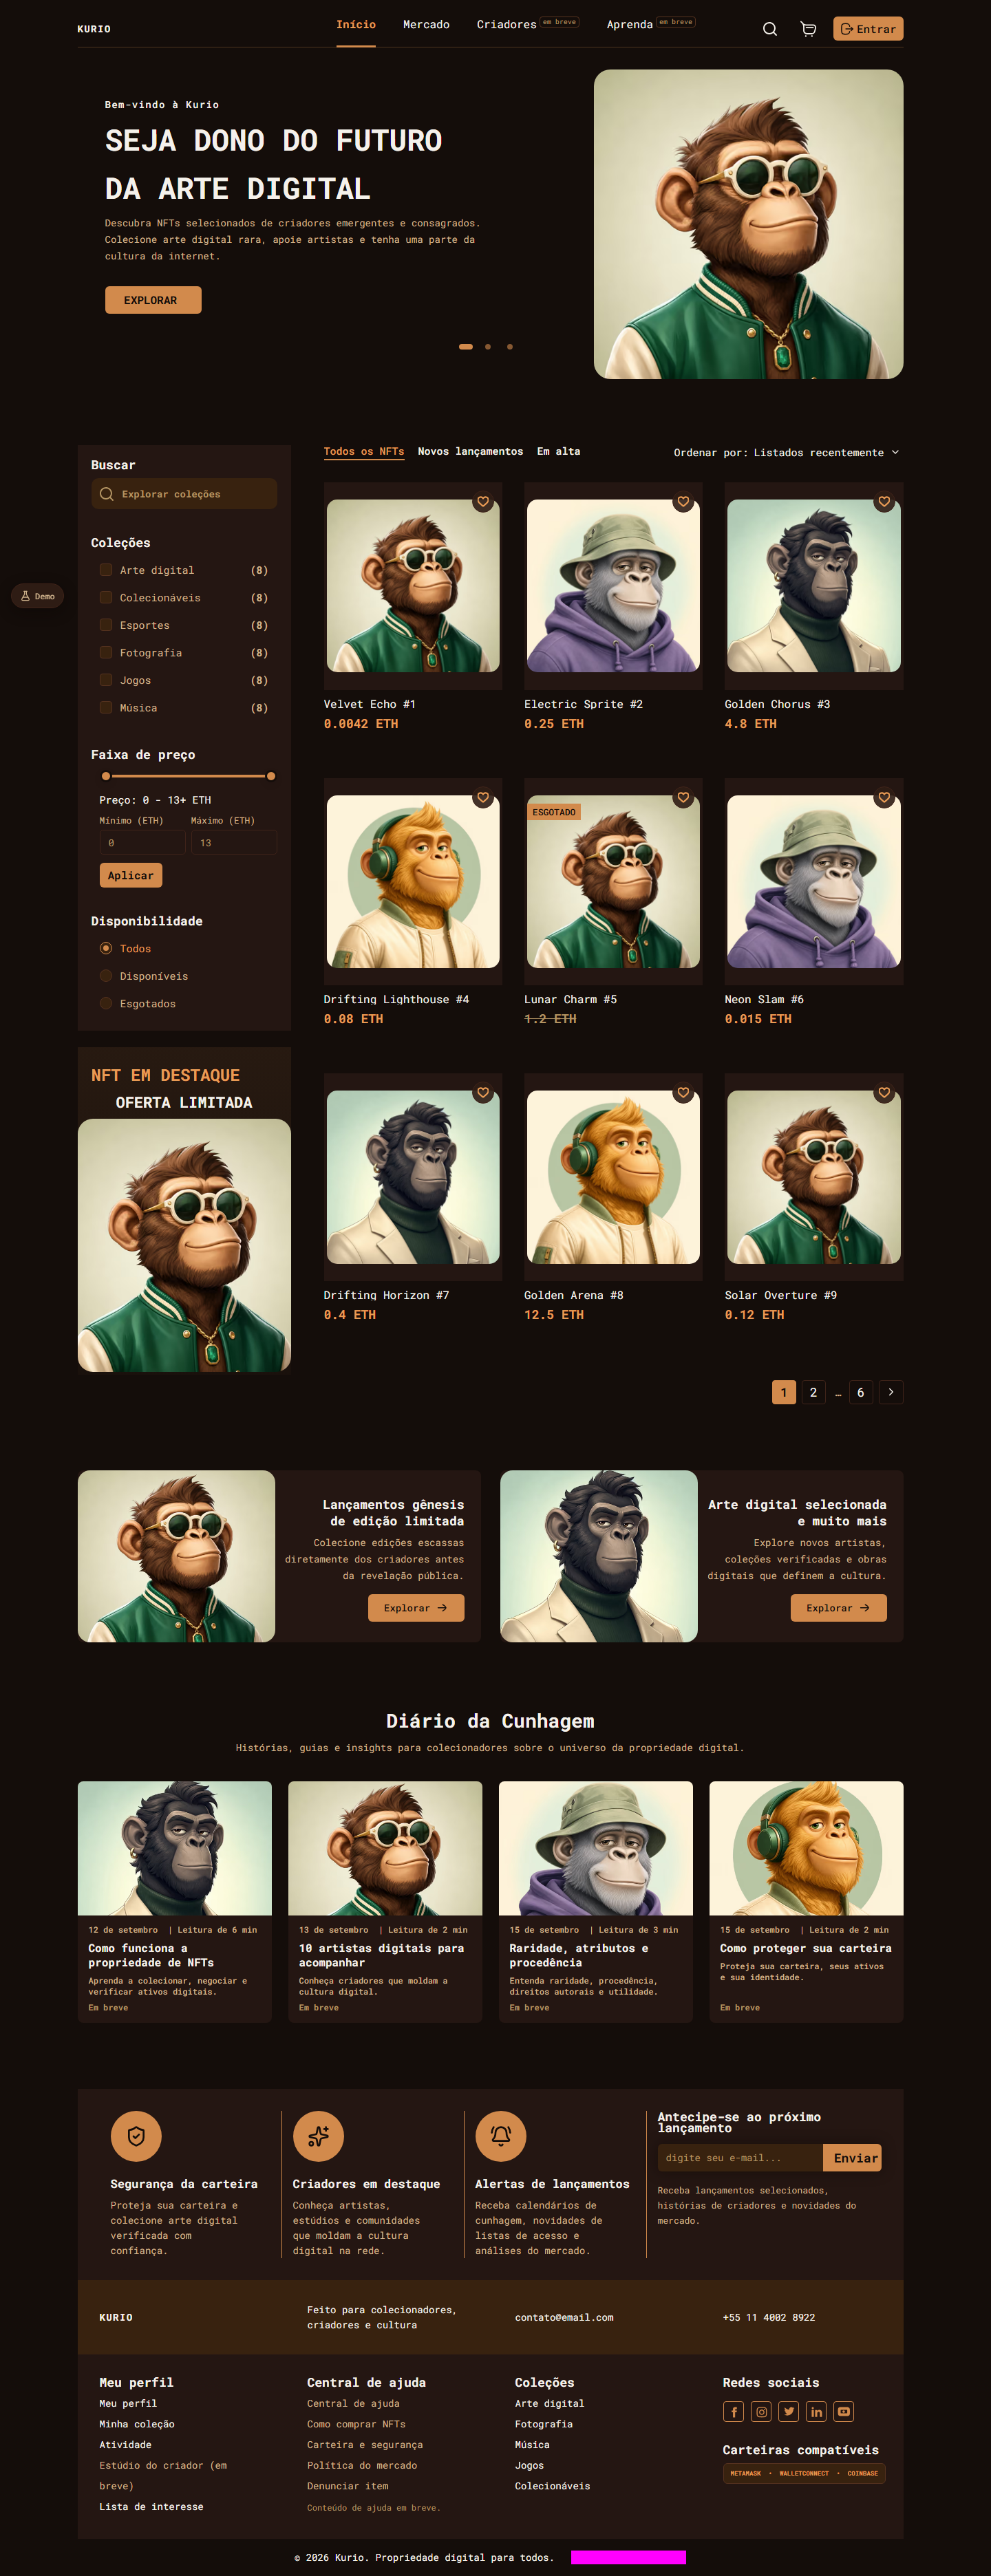 KURIO
Início
Mercado
Criadores em breve
Aprenda em breve
Entrar
Bem-vindo à Kurio
SEJA DONO DO FUTURO
DA ARTE DIGITAL
Descubra NFTs selecionados de criadores emergentes e consagrados.
Colecione arte digital rara, apoie artistas e tenha uma parte da
cultura da internet.
EXPLORAR
Demo
Buscar
Explorar coleções
Coleções
Arte digital (8)
Colecionáveis (8)
Esportes (8)
Fotografia (8)
Jogos (8)
Música (8)
Faixa de preço
Preço: 0 - 13+ ETH
Mínimo (ETH) Máximo (ETH)
0 13
Aplicar
Disponibilidade
Todos
Disponíveis
Esgotados
NFT EM DESTAQUE
OFERTA LIMITADA
Todos os NFTs Novos lançamentos Em alta
Ordenar por: Listados recentemente
Velvet Echo #1
0.0042 ETH
Electric Sprite #2
0.25 ETH
Golden Chorus #3
4.8 ETH
Drifting Lighthouse #4
0.08 ETH
ESGOTADO
Lunar Charm #5
1.2 ETH
Neon Slam #6
0.015 ETH
Drifting Horizon #7
0.4 ETH
Golden Arena #8
12.5 ETH
Solar Overture #9
0.12 ETH
1 2 … 6
Lançamentos gênesis
de edição limitada
Colecione edições escassas
diretamente dos criadores antes
da revelação pública.
Explorar
Arte digital selecionada
e muito mais
Explore novos artistas,
coleções verificadas e obras
digitais que definem a cultura.
Explorar
Diário da Cunhagem
Histórias, guias e insights para colecionadores sobre o universo da propriedade digital.
12 de setembro | Leitura de 6 min
Como funciona a
propriedade de NFTs
Aprenda a colecionar, negociar e
verificar ativos digitais.
Em breve
13 de setembro | Leitura de 2 min
10 artistas digitais para
acompanhar
Conheça criadores que moldam a
cultura digital.
Em breve
15 de setembro | Leitura de 3 min
Raridade, atributos e
procedência
Entenda raridade, procedência,
direitos autorais e utilidade.
Em breve
15 de setembro | Leitura de 2 min
Como proteger sua carteira
Proteja sua carteira, seus ativos
e sua identidade.
Em breve
Segurança da carteira
Proteja sua carteira e
colecione arte digital
verificada com
confiança.
Criadores em destaque
Conheça artistas,
estúdios e comunidades
que moldam a cultura
digital na rede.
Alertas de lançamentos
Receba calendários de
cunhagem, novidades de
listas de acesso e
análises do mercado.
Antecipe-se ao próximo
lançamento
digite seu e-mail... Enviar
Receba lançamentos selecionados,
histórias de criadores e novidades do
mercado.
KURIO
Feito para colecionadores,
criadores e cultura
contato@email.com
+55 11 4002 8922
Meu perfil
Meu perfil
Minha coleção
Atividade
Estúdio do criador (em
breve)
Lista de interesse
Central de ajuda
Central de ajuda
Como comprar NFTs
Carteira e segurança
Política do mercado
Denunciar item
Conteúdo de ajuda em breve.
Coleções
Arte digital
Fotografia
Música
Jogos
Colecionáveis
Redes sociais
Carteiras compatíveis
METAMASK • WALLETCONNECT • COINBASE
© 2026 Kurio. Propriedade digital para todos.